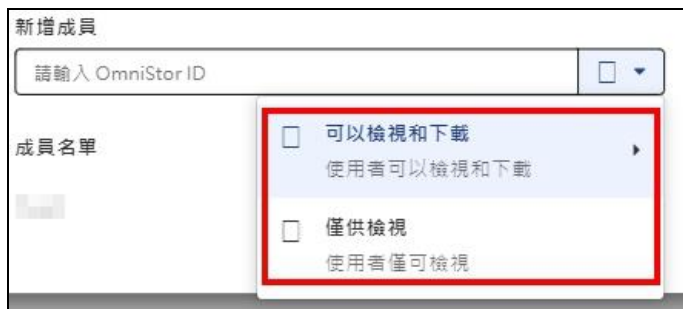 新增成員
請輸入 OmniStor ID
成員名單
可以檢視和下載
使用者可以檢視和下載
僅供檢視
使用者僅可檢視